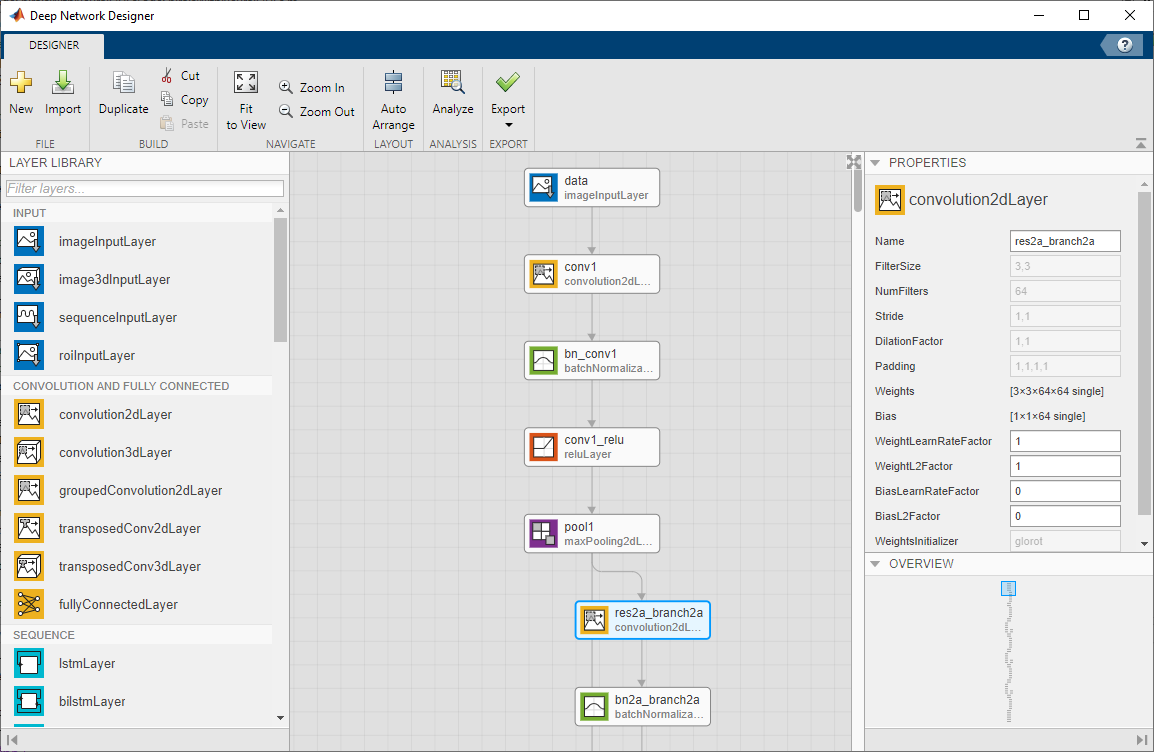 Deep Network Designer
DESIGNER
?
New
Import
Duplicate
Cut
Copy
Paste
Fit
to View
Zoom In
Zoom Out
Auto
Arrange
Analyze
Export
FILE
BUILD
NAVIGATE
LAYOUT
ANALYSIS
EXPORT
LAYER LIBRARY
Filter layers...
INPUT
imageInputLayer
image3dInputLayer
sequenceInputLayer
roiInputLayer
CONVOLUTION AND FULLY CONNECTED
convolution2dLayer
convolution3dLayer
groupedConvolution2dLayer
transposedConv2dLayer
transposedConv3dLayer
fullyConnectedLayer
SEQUENCE
lstmLayer
bilstmLayer
data
imageInputLayer
conv1
convolution2dL...
bn_conv1
batchNormaliza...
conv1_relu
reluLayer
pool1
maxPooling2dL...
res2a_branch2a
convolution2dL...
bn2a_branch2a
batchNormaliza...
PROPERTIES
convolution2dLayer
Name res2a_branch2a
FilterSize 3,3
NumFilters 64
Stride 1,1
DilationFactor 1,1
Padding 1,1,1,1
Weights [3×3×64×64 single]
Bias [1×1×64 single]
WeightLearnRateFactor 1
WeightL2Factor 1
BiasLearnRateFactor 0
BiasL2Factor 0
WeightsInitializer glorot
OVERVIEW